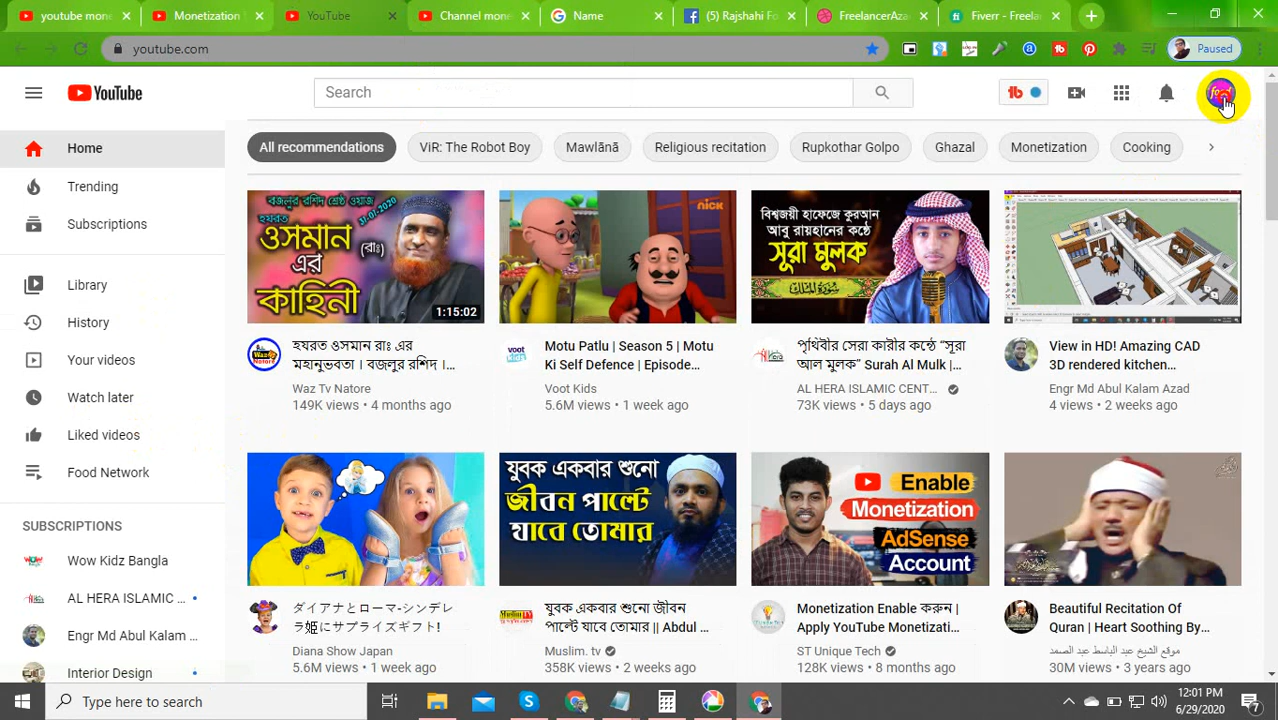 youtube mone
Monetization
YouTube
Channel mone
Name
(5) Rajshahi Fo
FreelancerAza
Fiverr - Freela
youtube.com
Paused
YouTube
Search
All recommendations
ViR: The Robot Boy
Mawlānā
Religious recitation
Rupkothar Golpo
Ghazal
Monetization
Cooking
Home
Trending
Subscriptions
Library
History
Your videos
Watch later
Liked videos
Food Network
SUBSCRIPTIONS
Wow Kidz Bangla
AL HERA ISLAMIC ...
Engr Md Abul Kalam ...
Interior Design
বজলুর রশিদ শ্রেষ্ঠ ওয়াজ
31-01-2020
হযরত
ওসমান (রাঃ)
এর
কাহিনী
1:15:02
হযরত ওসমান রাঃ এর
মহানুভবতা । বজলুর রশিদ ।...
Waz Tv Natore
149K views • 4 months ago
NICK
Motu Patlu | Season 5 | Motu
Ki Self Defence | Episode...
Voot Kids
5.6M views • 1 week ago
বিশ্বজয়ী হাফেজে কুরআন
আবু রায়হানের কণ্ঠে
সূরা মুলক
পৃথিবীর সেরা কারীর কন্ঠে “সূরা
আল মুলক” Surah Al Mulk |...
AL HERA ISLAMIC CENT...
73K views • 5 days ago
View in HD! Amazing CAD
3D rendered kitchen...
Engr Md Abul Kalam Azad
4 views • 2 weeks ago
ダイアナとローマ-シンデレ
ラ姫にサプライズギフト!
Diana Show Japan
5.6M views • 1 week ago
যুবক একবার শুনো
জীবন পাল্টে
যাবে তোমার
যুবক একবার শুনো জীবন
পাল্টে যাবে তোমার || Abdul ...
Muslim. tv
358K views • 2 weeks ago
Enable
Monetization
AdSense
Account
Monetization Enable করুন |
Apply YouTube Monetizati...
ST Unique Tech
128K views • 8 months ago
Beautiful Recitation Of
Quran | Heart Soothing By...
موقع الشيخ عبد الباسط عبد الصمد
30M views • 3 years ago
Type here to search
12:01 PM
6/29/2020
7